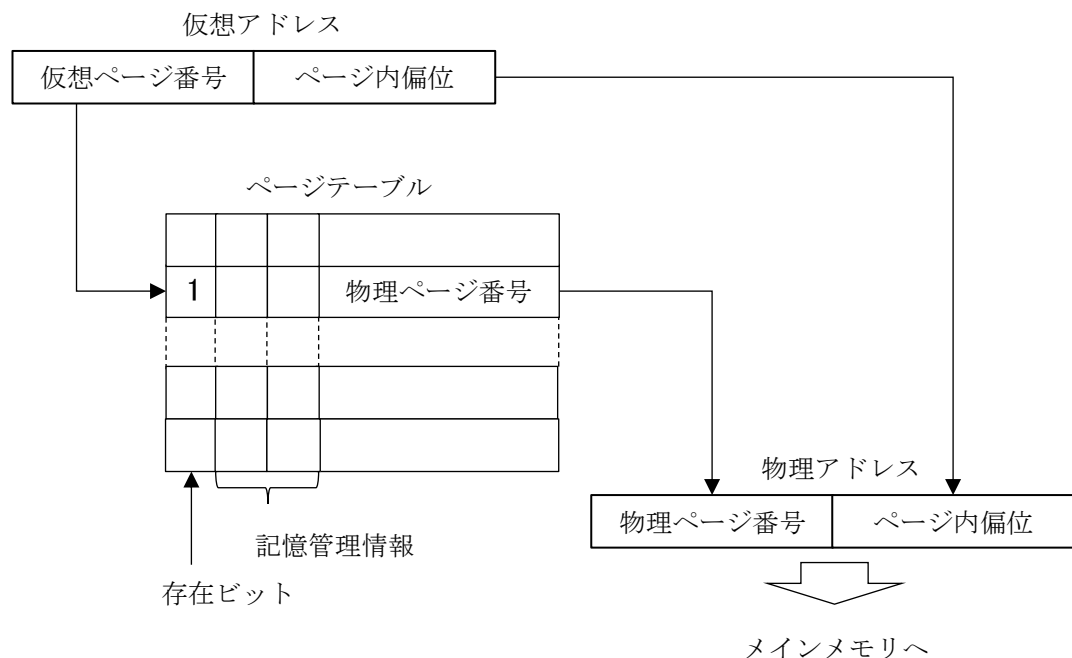 仮想アドレス
仮想ページ番号
ページ内偏位
ページテーブル
1
物理ページ番号
物理アドレス
物理ページ番号
ページ内偏位
記憶管理情報
存在ビット
メインメモリへ